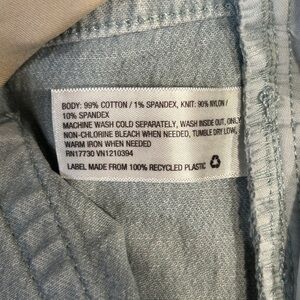 BODY: 99% COTTON / 1% SPANDEX, KNIT: 90% NYLON /
10% SPANDEX
MACHINE WASH COLD SEPARATELY, WASH INSIDE OUT, ONLY
NON-CHLORINE BLEACH WHEN NEEDED, TUMBLE DRY LOW,
WARM IRON WHEN NEEDED
RN17730 VN1210394
LABEL MADE FROM 100% RECYCLED PLASTIC